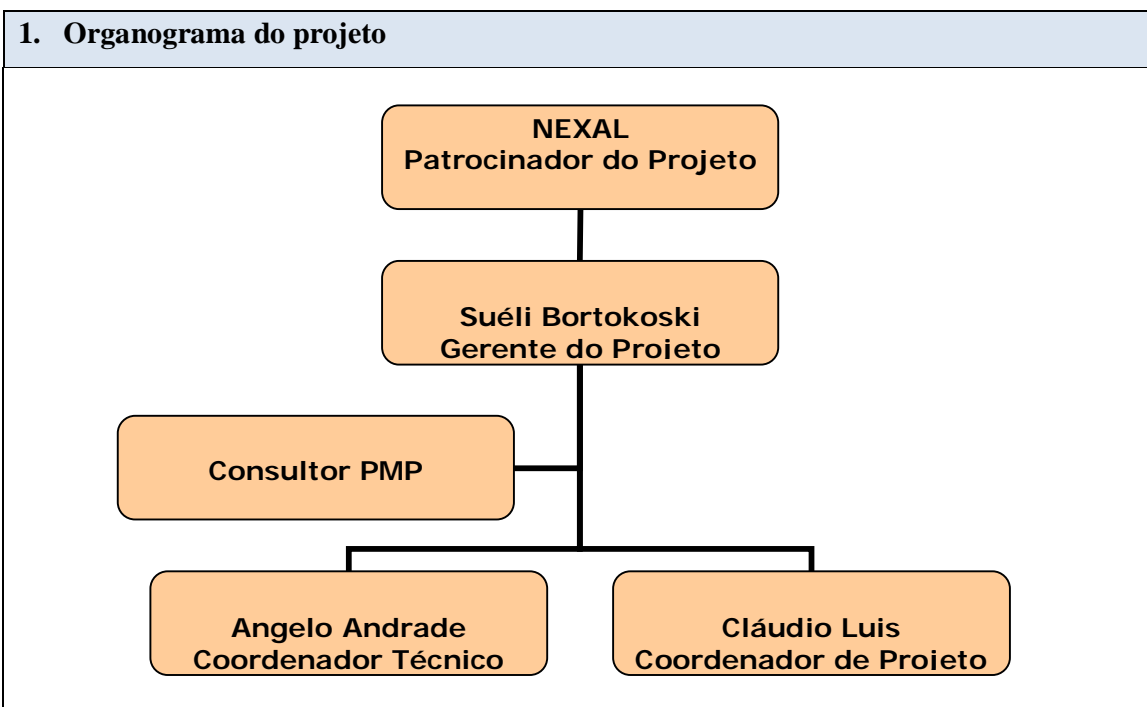 1. Organograma do projeto
NEXAL
Patrocinador do Projeto
Suéli Bortokoski
Gerente do Projeto
Consultor PMP
Angelo Andrade
Coordenador Técnico
Cláudio Luis
Coordenador de Projeto